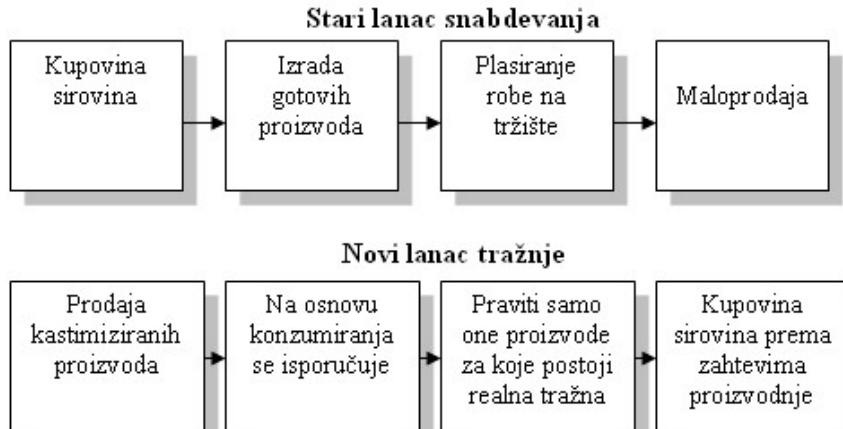 Stari lanac snabdevanja
Kupovina
sirovina
Izrada
gotovih
proizvoda
Plasiranje
robe na
tržište
Maloprodaja
Novi lanac tražnje
Prodaja
kastimiziranih
proizvoda
Na osnovu
konzumiranja
se isporučuje
Praviti samo
one proizvode
za koje postoji
realna tražna
Kupovina
sirovina prema
zahtevima
proizvodnje